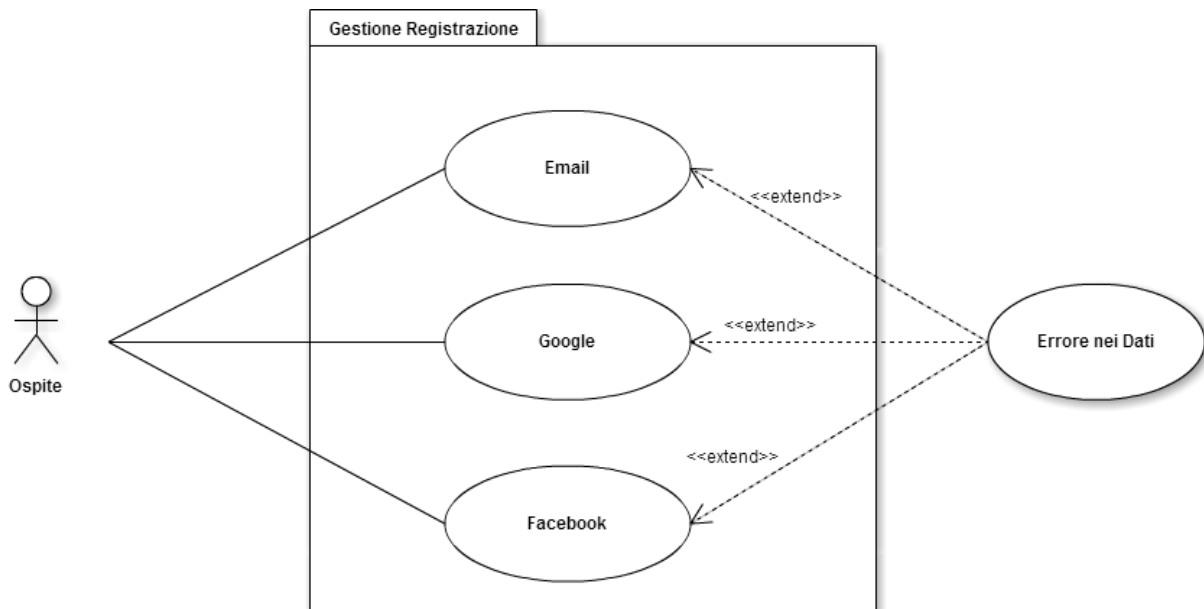 Gestione Registrazione
Email
<<extend>>
Google
<<extend>>
Errore nei Dati
Ospite
<<extend>>
Facebook